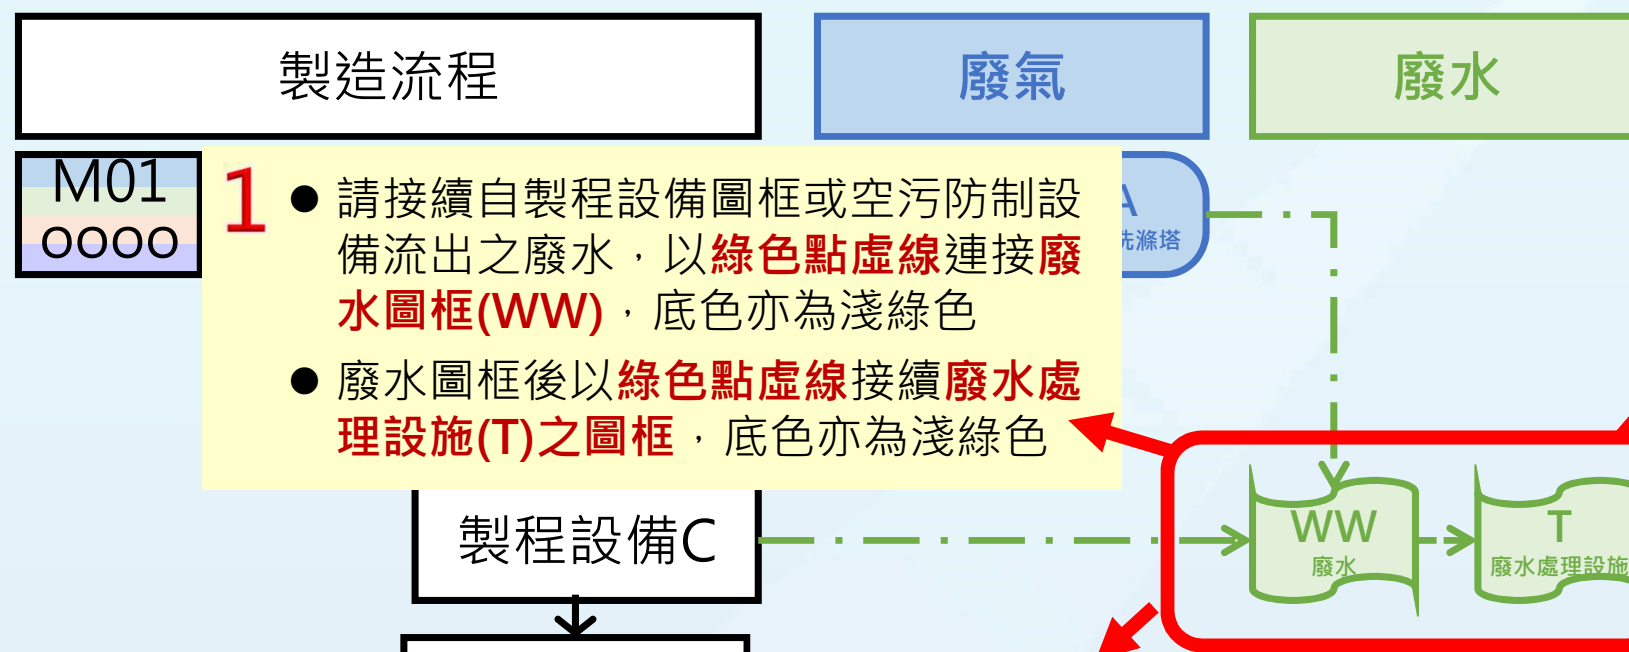 製造流程
廢氣
廢水
M01
oooo
1
● 請接續自製程設備圖框或空污防制設
備流出之廢水，以綠色點虛線連接廢
水圖框(WW)，底色亦為淺綠色
● 廢水圖框後以綠色點虛線接續廢水處
理設施(T)之圖框，底色亦為淺綠色
A
洗滌塔
製程設備C
WW
廢水
T
廢水處理設施